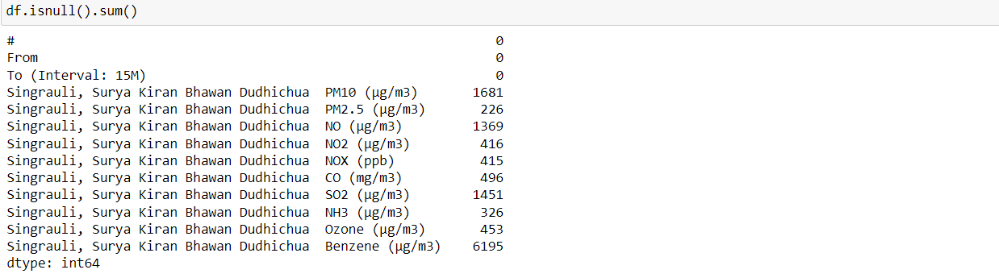 df.isnull().sum()
# 0
From 0
To (Interval: 15M) 0
Singrauli, Surya Kiran Bhawan Dudhichua PM10 (µg/m3) 1681
Singrauli, Surya Kiran Bhawan Dudhichua PM2.5 (µg/m3) 226
Singrauli, Surya Kiran Bhawan Dudhichua NO (µg/m3) 1369
Singrauli, Surya Kiran Bhawan Dudhichua NO2 (µg/m3) 416
Singrauli, Surya Kiran Bhawan Dudhichua NOX (ppb) 415
Singrauli, Surya Kiran Bhawan Dudhichua CO (mg/m3) 496
Singrauli, Surya Kiran Bhawan Dudhichua SO2 (µg/m3) 1451
Singrauli, Surya Kiran Bhawan Dudhichua NH3 (µg/m3) 326
Singrauli, Surya Kiran Bhawan Dudhichua Ozone (µg/m3) 453
Singrauli, Surya Kiran Bhawan Dudhichua Benzene (µg/m3) 6195
dtype: int64